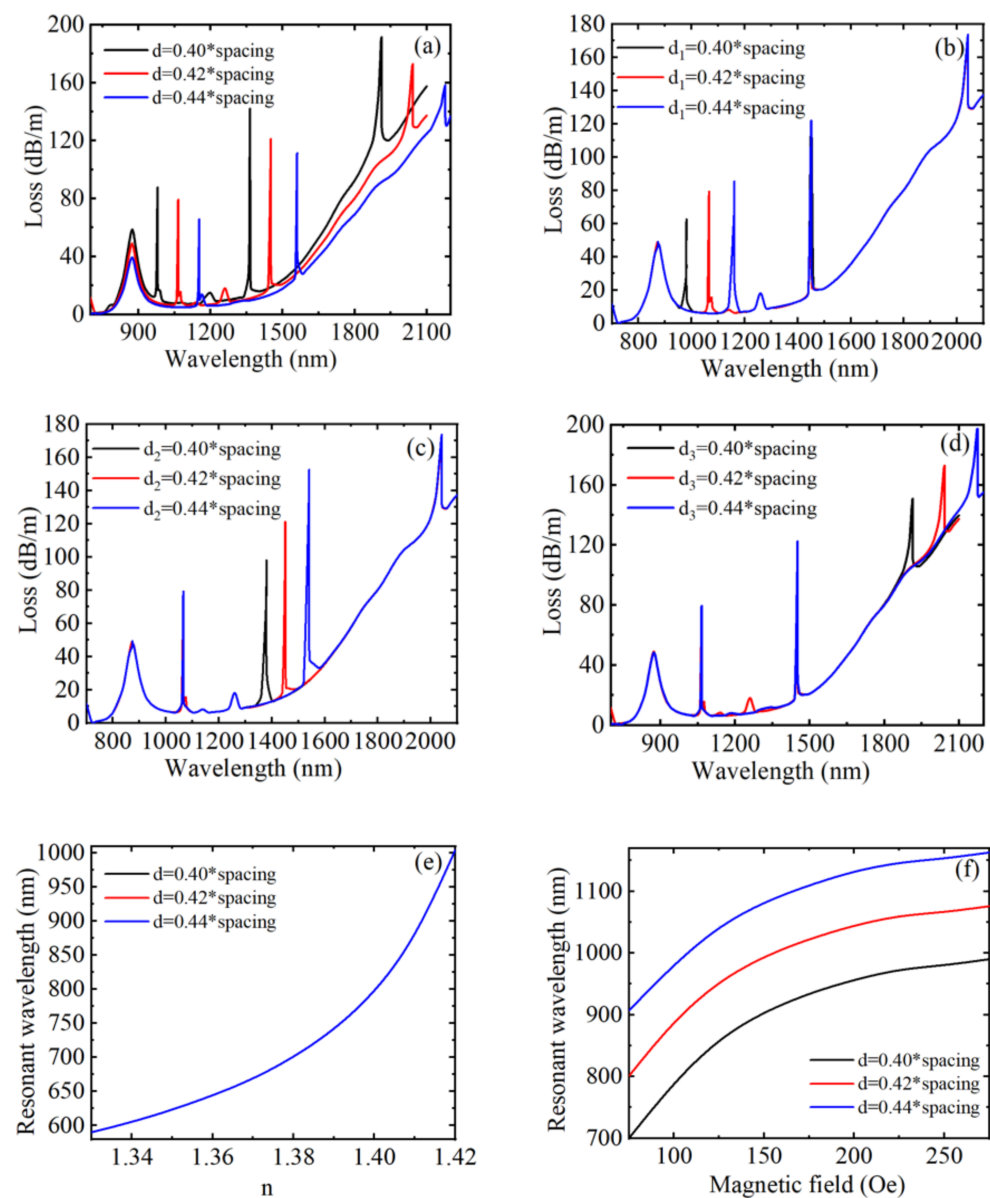 (a)
d=0.40*spacing
d=0.42*spacing
d=0.44*spacing
Loss (dB/m)
200
160
120
80
40
0
900 1200 1500 1800 2100
Wavelength (nm)
(b)
d1=0.40*spacing
d1=0.42*spacing
d1=0.44*spacing
Loss (dB/m)
180
160
140
120
100
80
60
40
20
0
800 1000 1200 1400 1600 1800 2000
Wavelength (nm)
(c)
d2=0.40*spacing
d2=0.42*spacing
d2=0.44*spacing
Loss (dB/m)
180
160
140
120
100
80
60
40
20
0
800 1000 1200 1400 1600 1800 2000
Wavelength (nm)
(d)
d3=0.40*spacing
d3=0.42*spacing
d3=0.44*spacing
Loss (dB/m)
200
160
120
80
40
0
900 1200 1500 1800 2100
Wavelength (nm)
(e)
d=0.40*spacing
d=0.42*spacing
d=0.44*spacing
Resonant wavelength (nm)
1000
950
900
850
800
750
700
650
600
1.34 1.36 1.38 1.40 1.42
n
(f)
Resonant wavelength (nm)
1100
1000
900
800
700
d=0.40*spacing
d=0.42*spacing
d=0.44*spacing
100 150 200 250
Magnetic field (Oe)